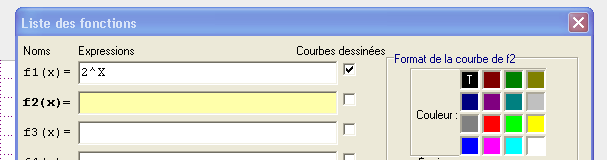 Liste des fonctions
Noms Expressions Courbes dessinées
f1(x)= 2^X
f2(x)=
f3(x)=
Format de la courbe de f2
T
Couleur :